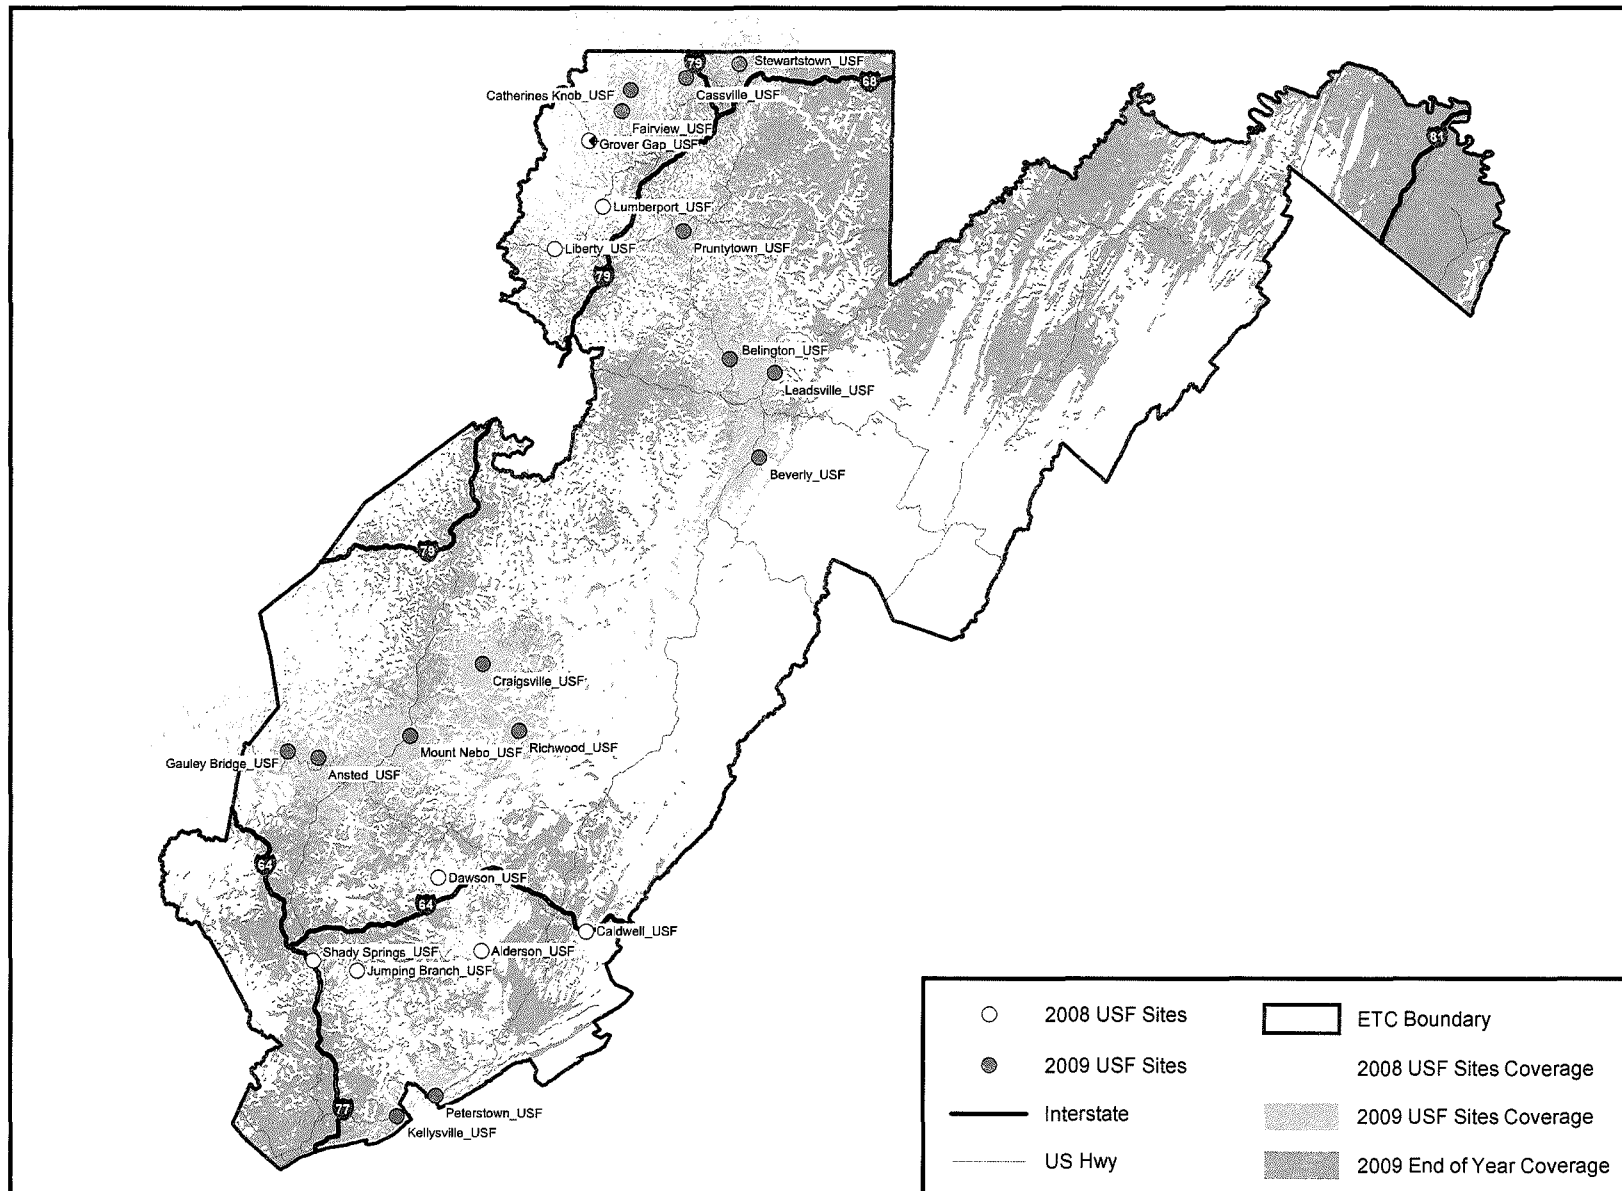 79
Stewartstown_USF
68
Catherines Knob_USF
Cassville_USF
Fairview_USF
Grover Gap_USF
81
Lumberport_USF
Liberty_USF
Pruntytown_USF
79
Belington_USF
Leadsville_USF
Beverly_USF
79
Craigsville_USF
Gauley Bridge_USF
Ansted_USF
Mount Nebo_USF
Richwood_USF
64
Dawson_USF
64
Caldwell_USF
Shady Springs_USF
Alderson_USF
Jumping Branch_USF
77
Peterstown_USF
Kellysville_USF
2008 USF Sites
2009 USF Sites
Interstate
US Hwy
ETC Boundary
2008 USF Sites Coverage
2009 USF Sites Coverage
2009 End of Year Coverage